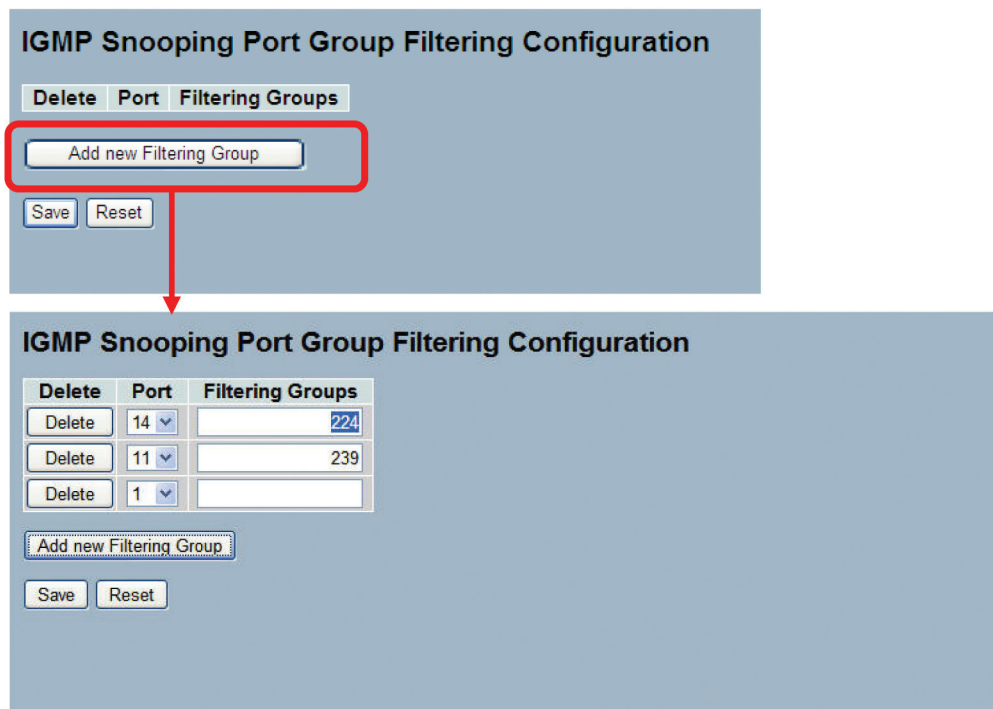 IGMP Snooping Port Group Filtering Configuration
Delete Port Filtering Groups
Add new Filtering Group
Save Reset
IGMP Snooping Port Group Filtering Configuration
Delete Port Filtering Groups
Delete 14 224
Delete 11 239
Delete 1
Add new Filtering Group
Save Reset